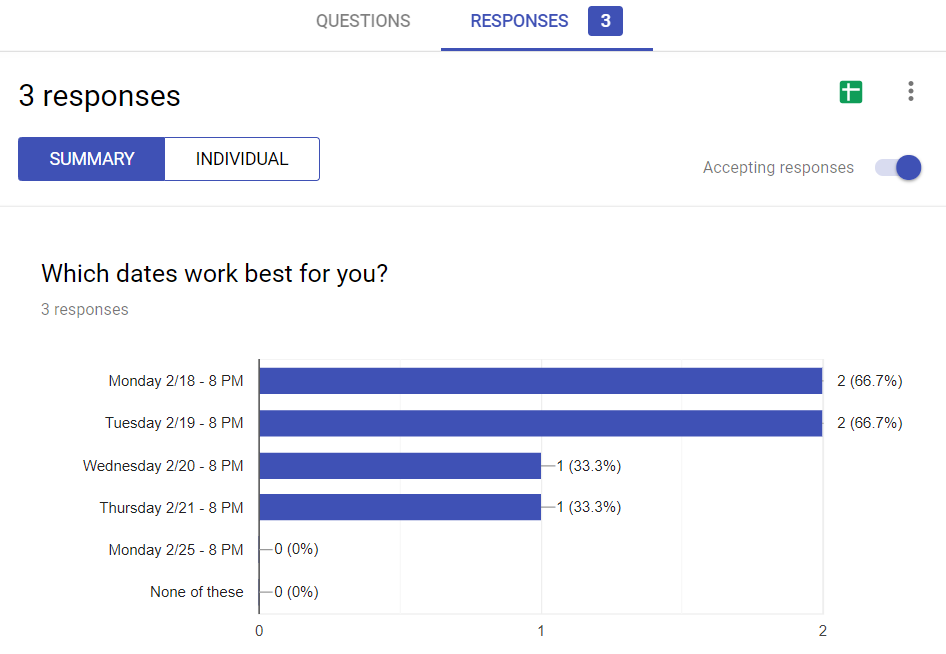 QUESTIONS RESPONSES 3
3 responses
SUMMARY INDIVIDUAL
Accepting responses
Which dates work best for you?
3 responses
Monday 2/18 - 8 PM 2 (66.7%)
Tuesday 2/19 - 8 PM 2 (66.7%)
Wednesday 2/20 - 8 PM 1 (33.3%)
Thursday 2/21 - 8 PM 1 (33.3%)
Monday 2/25 - 8 PM 0 (0%)
None of these 0 (0%)
0 1 2